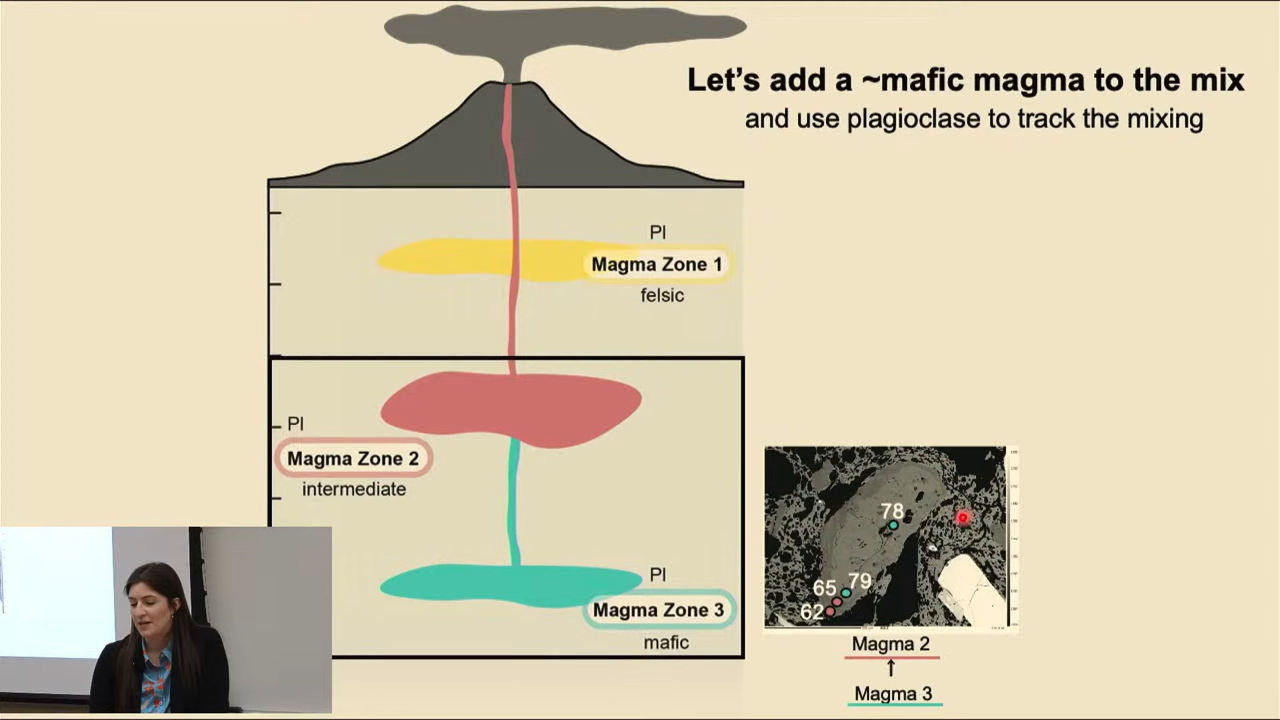 Let's add a ~mafic magma to the mix
and use plagioclase to track the mixing
Pl
Magma Zone 1
felsic
Pl
Magma Zone 2
intermediate
Pl
Magma Zone 3
mafic
78
79
65
62
Magma 2
↑
Magma 3